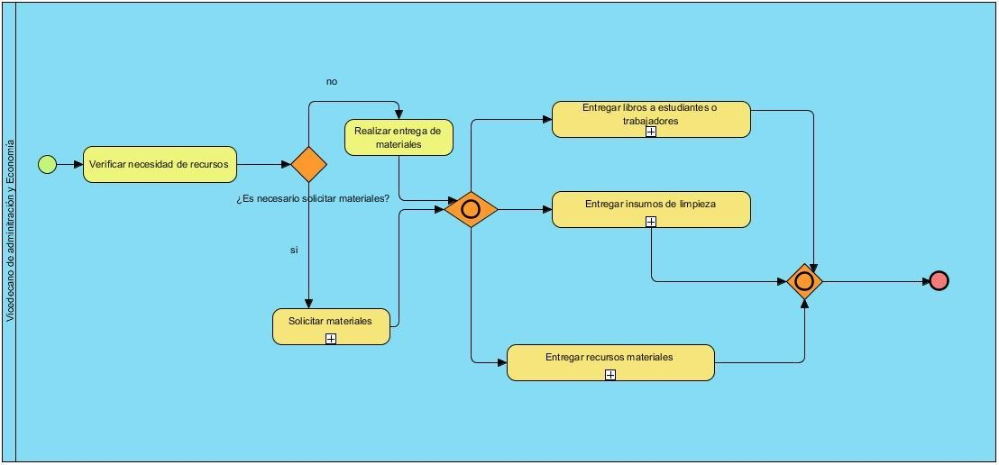 Vicedecano de adminitración y Economía
no
Entregar libros a estudiantes o
trabajadores
Realizar entrega de
materiales
Verificar necesidad de recursos
¿Es necesario solicitar materiales?
Entregar insumos de limpieza
si
Solicitar materiales
Entregar recursos materiales